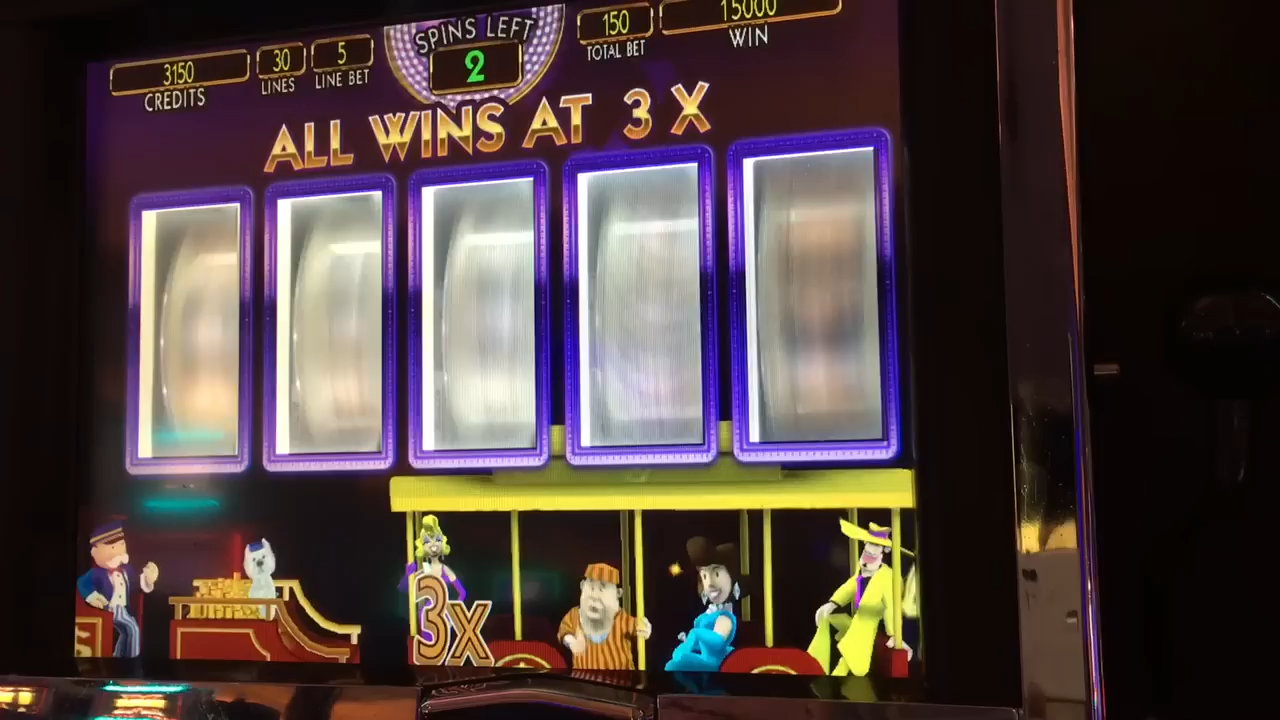 SPINS LEFT
2
3150
CREDITS
30
LINES
5
LINE BET
150
TOTAL BET
15000
WIN
ALL WINS AT 3 X
3X